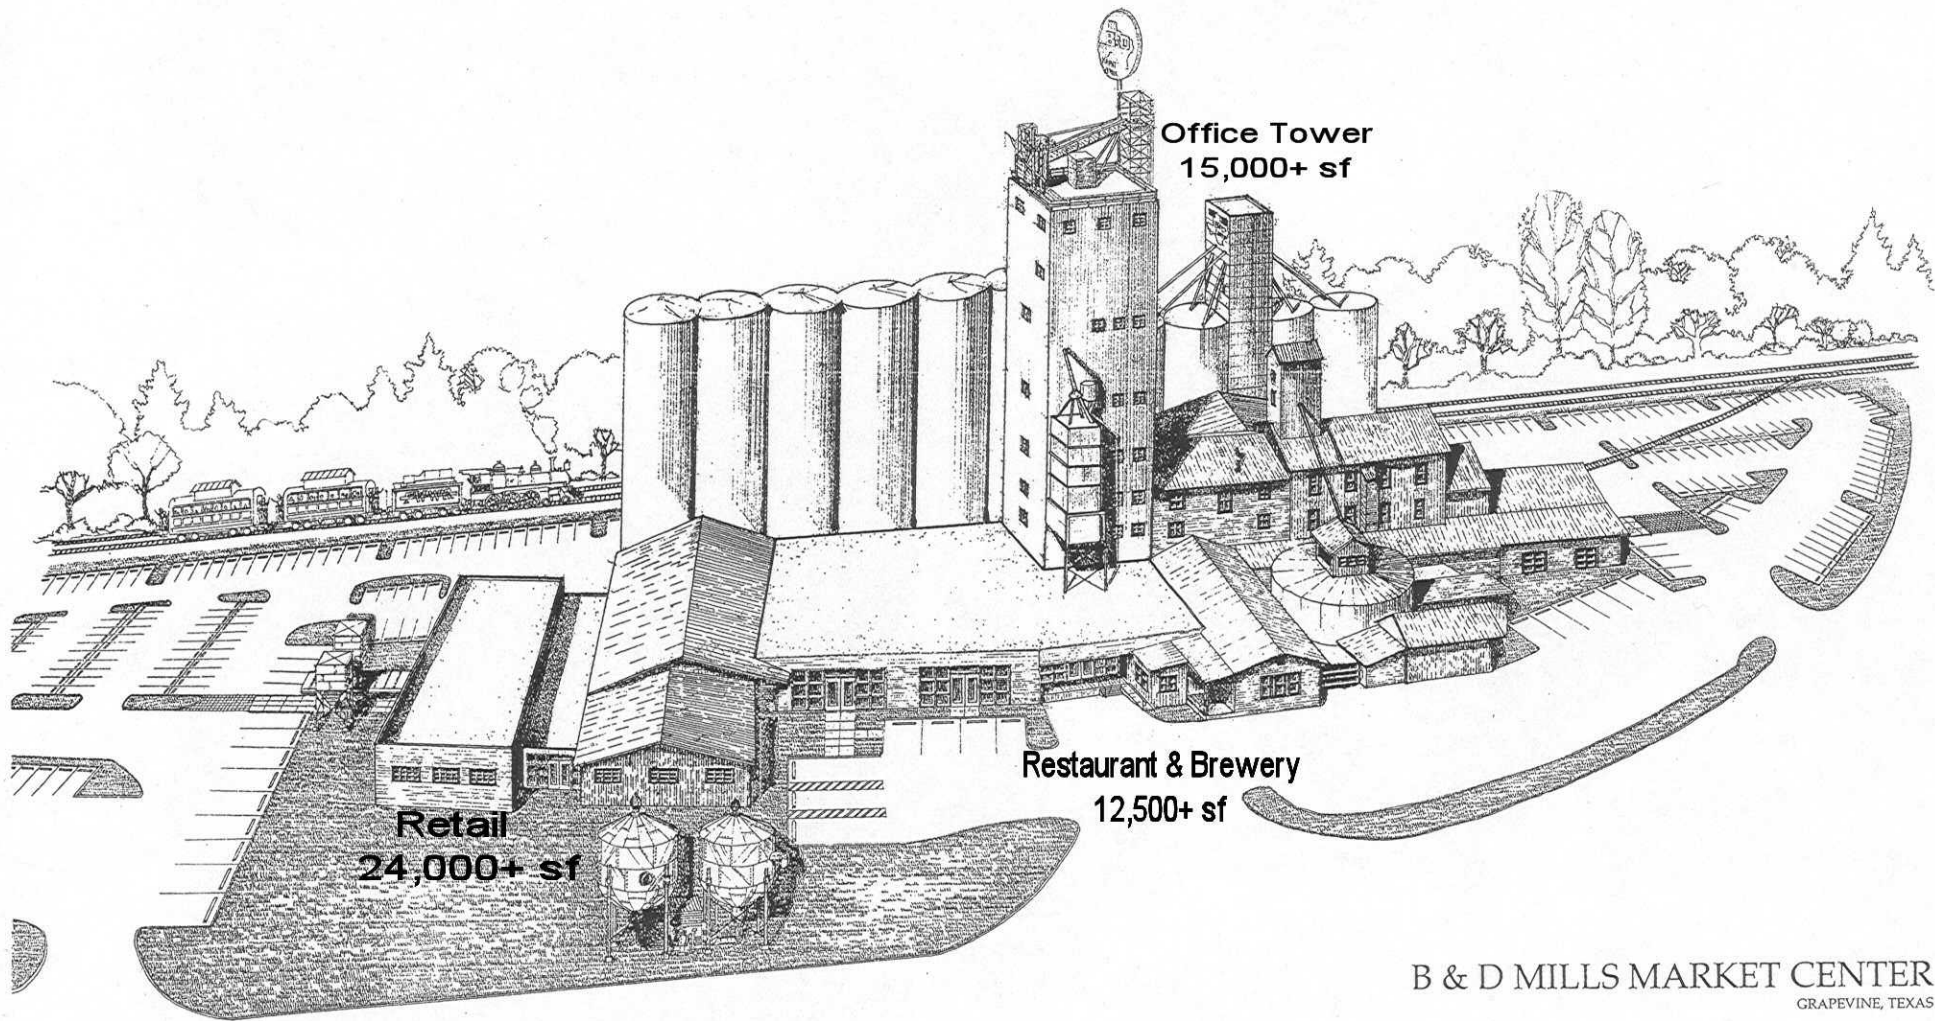 B&D
Office Tower
15,000+ sf
Restaurant & Brewery
12,500+ sf
Retail
24,000+ sf
B & D MILLS MARKET CENTER
GRAPEVINE, TEXAS